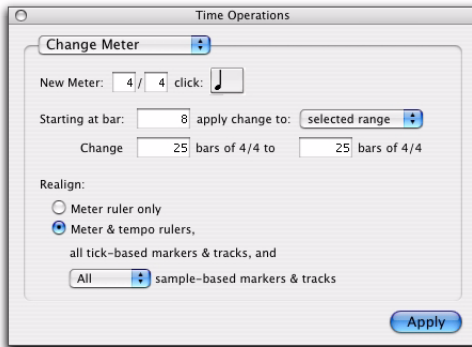 Time Operations
Change Meter
New Meter: 4 / 4 click:
Starting at bar: 8 apply change to: selected range
Change 25 bars of 4/4 to 25 bars of 4/4
Realign:
Meter ruler only
Meter & tempo rulers,
all tick-based markers & tracks, and
All sample-based markers & tracks
Apply